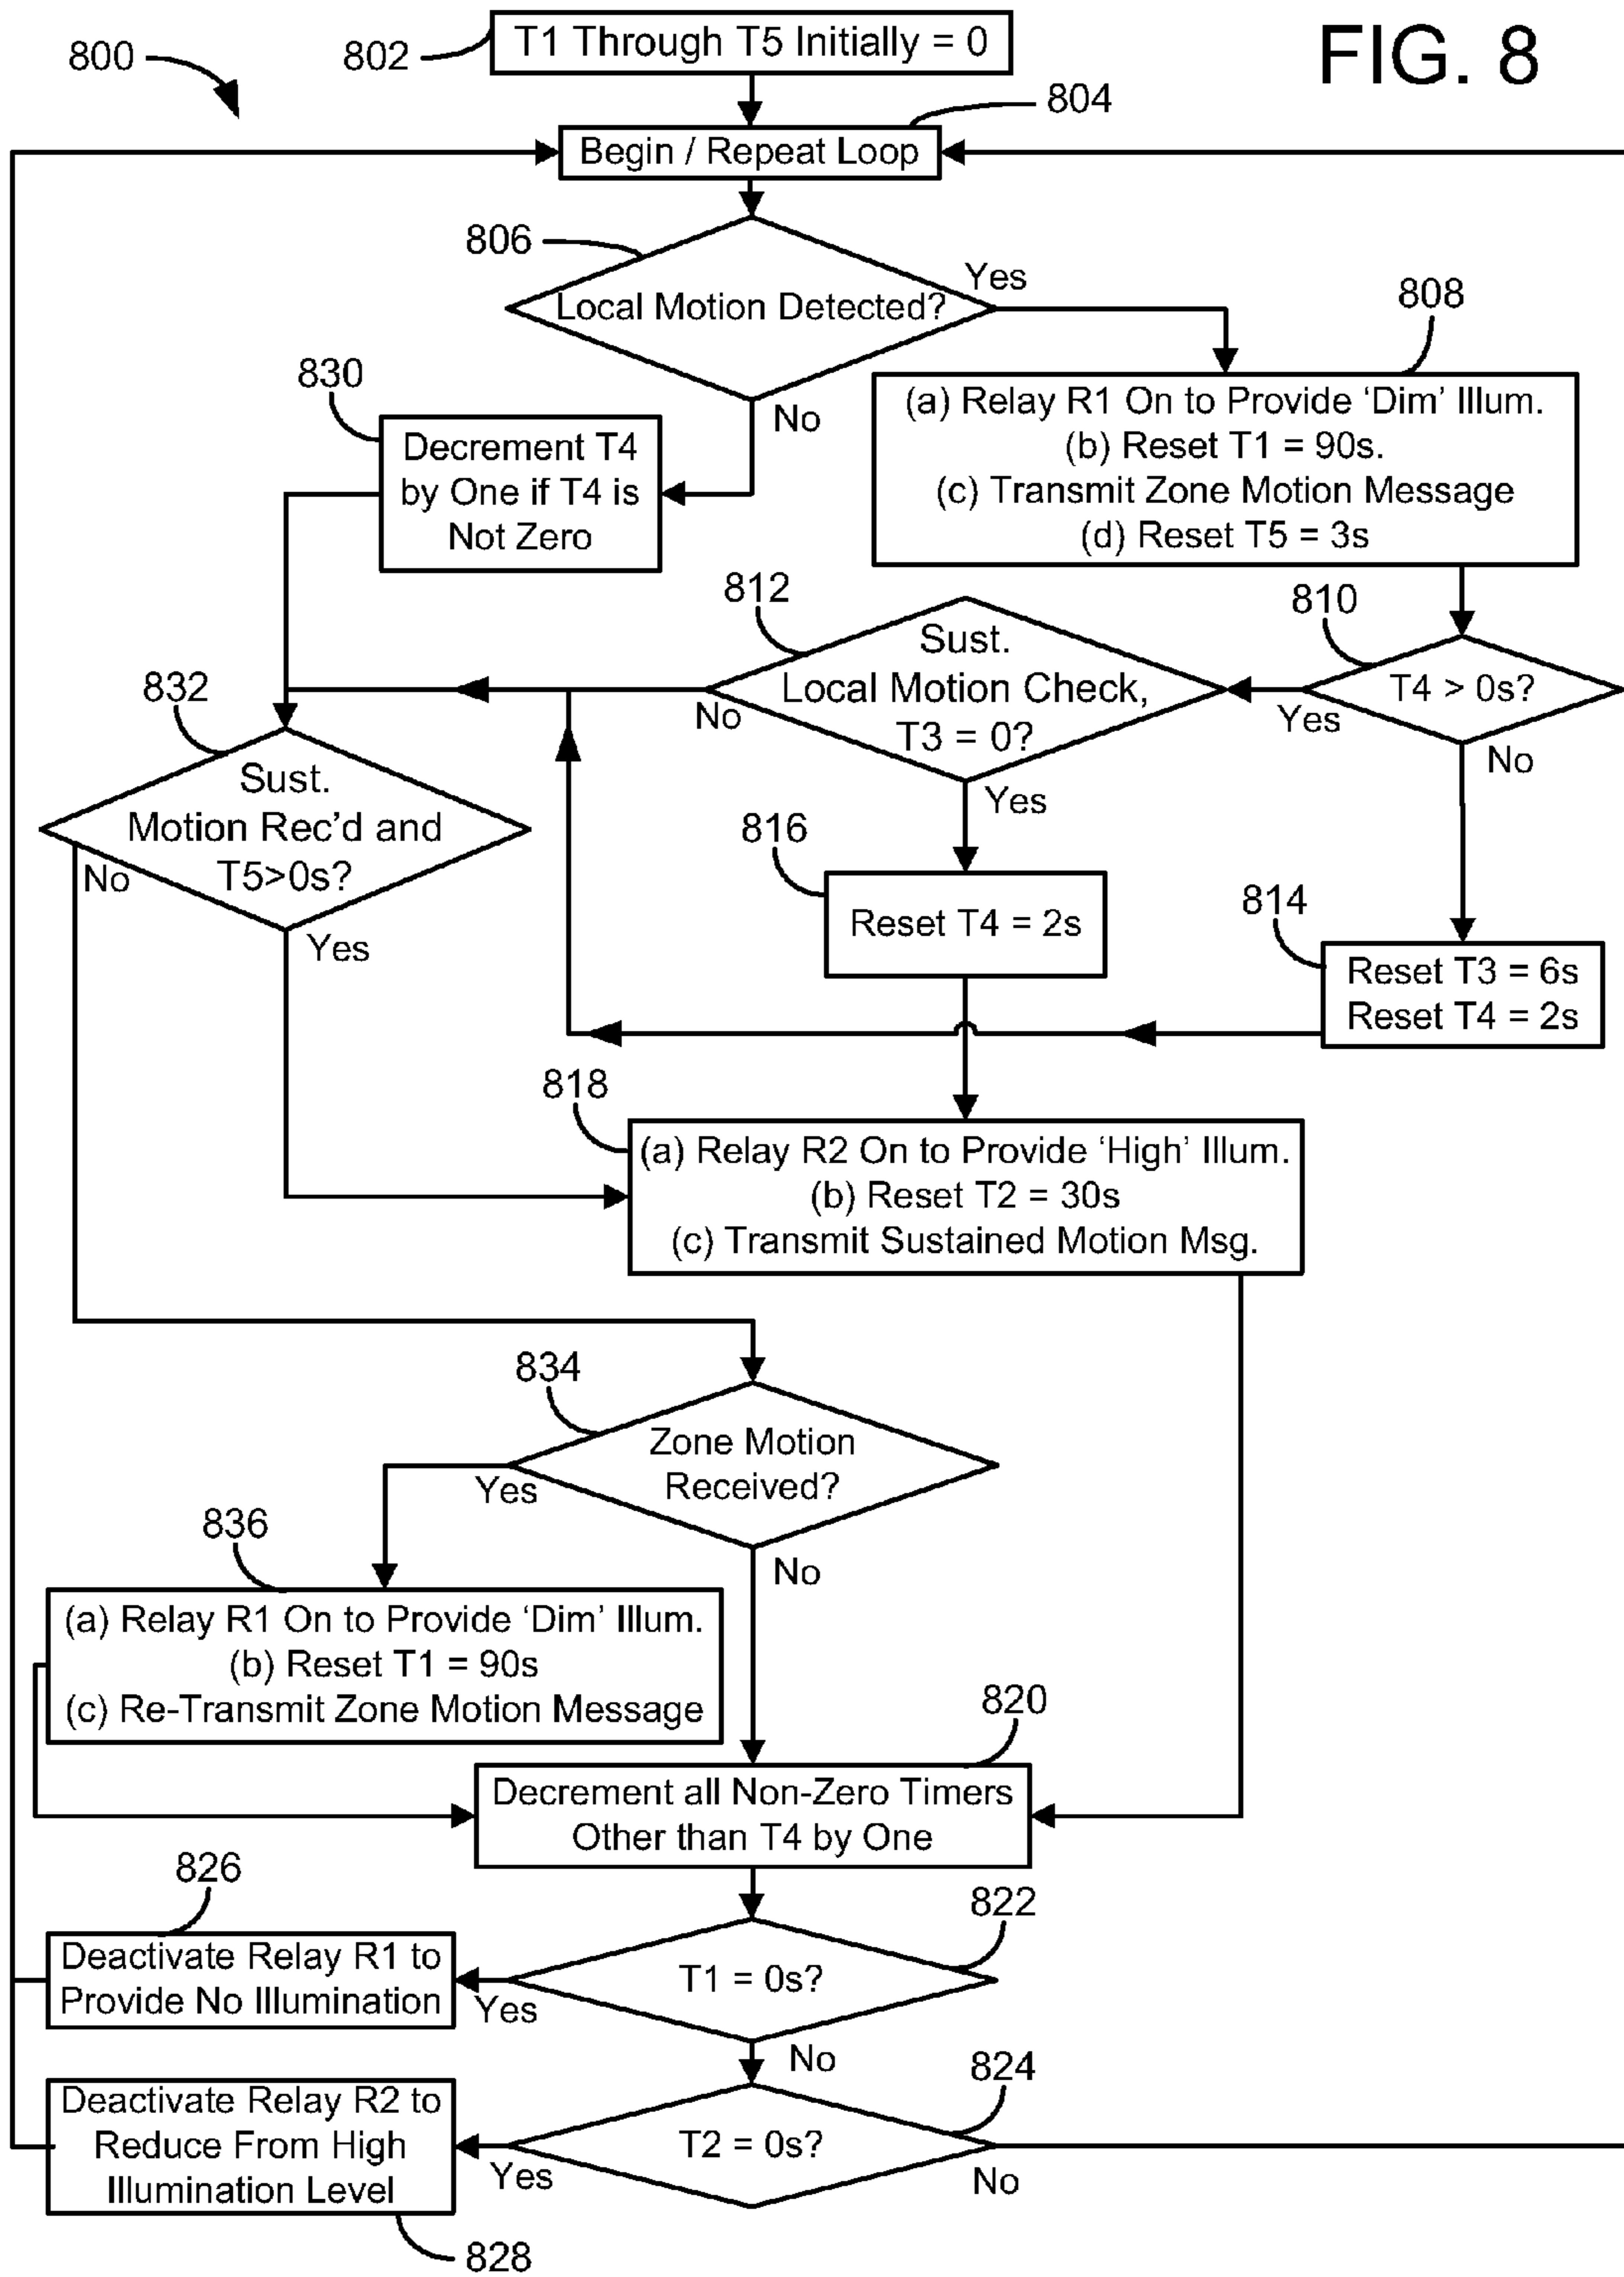 FIG. 8
800
802
T1 Through T5 Initially = 0
804
Begin / Repeat Loop
806
Local Motion Detected?
Yes
No
808
(a) Relay R1 On to Provide ‘Dim’ Illum.
(b) Reset T1 = 90s.
(c) Transmit Zone Motion Message
(d) Reset T5 = 3s
830
Decrement T4
by One if T4 is
Not Zero
812
Sust.
Local Motion Check,
T3 = 0?
No
Yes
810
T4 > 0s?
Yes
No
832
Sust.
Motion Rec’d and
T5>0s?
No
Yes
816
Reset T4 = 2s
814
Reset T3 = 6s
Reset T4 = 2s
818
(a) Relay R2 On to Provide ‘High’ Illum.
(b) Reset T2 = 30s
(c) Transmit Sustained Motion Msg.
834
Zone Motion
Received?
Yes
No
836
(a) Relay R1 On to Provide ‘Dim’ Illum.
(b) Reset T1 = 90s
(c) Re-Transmit Zone Motion Message
820
Decrement all Non-Zero Timers
Other than T4 by One
826
Deactivate Relay R1 to
Provide No Illumination
822
T1 = 0s?
Yes
No
824
Deactivate Relay R2 to
Reduce From High
Illumination Level
T2 = 0s?
Yes
No
828